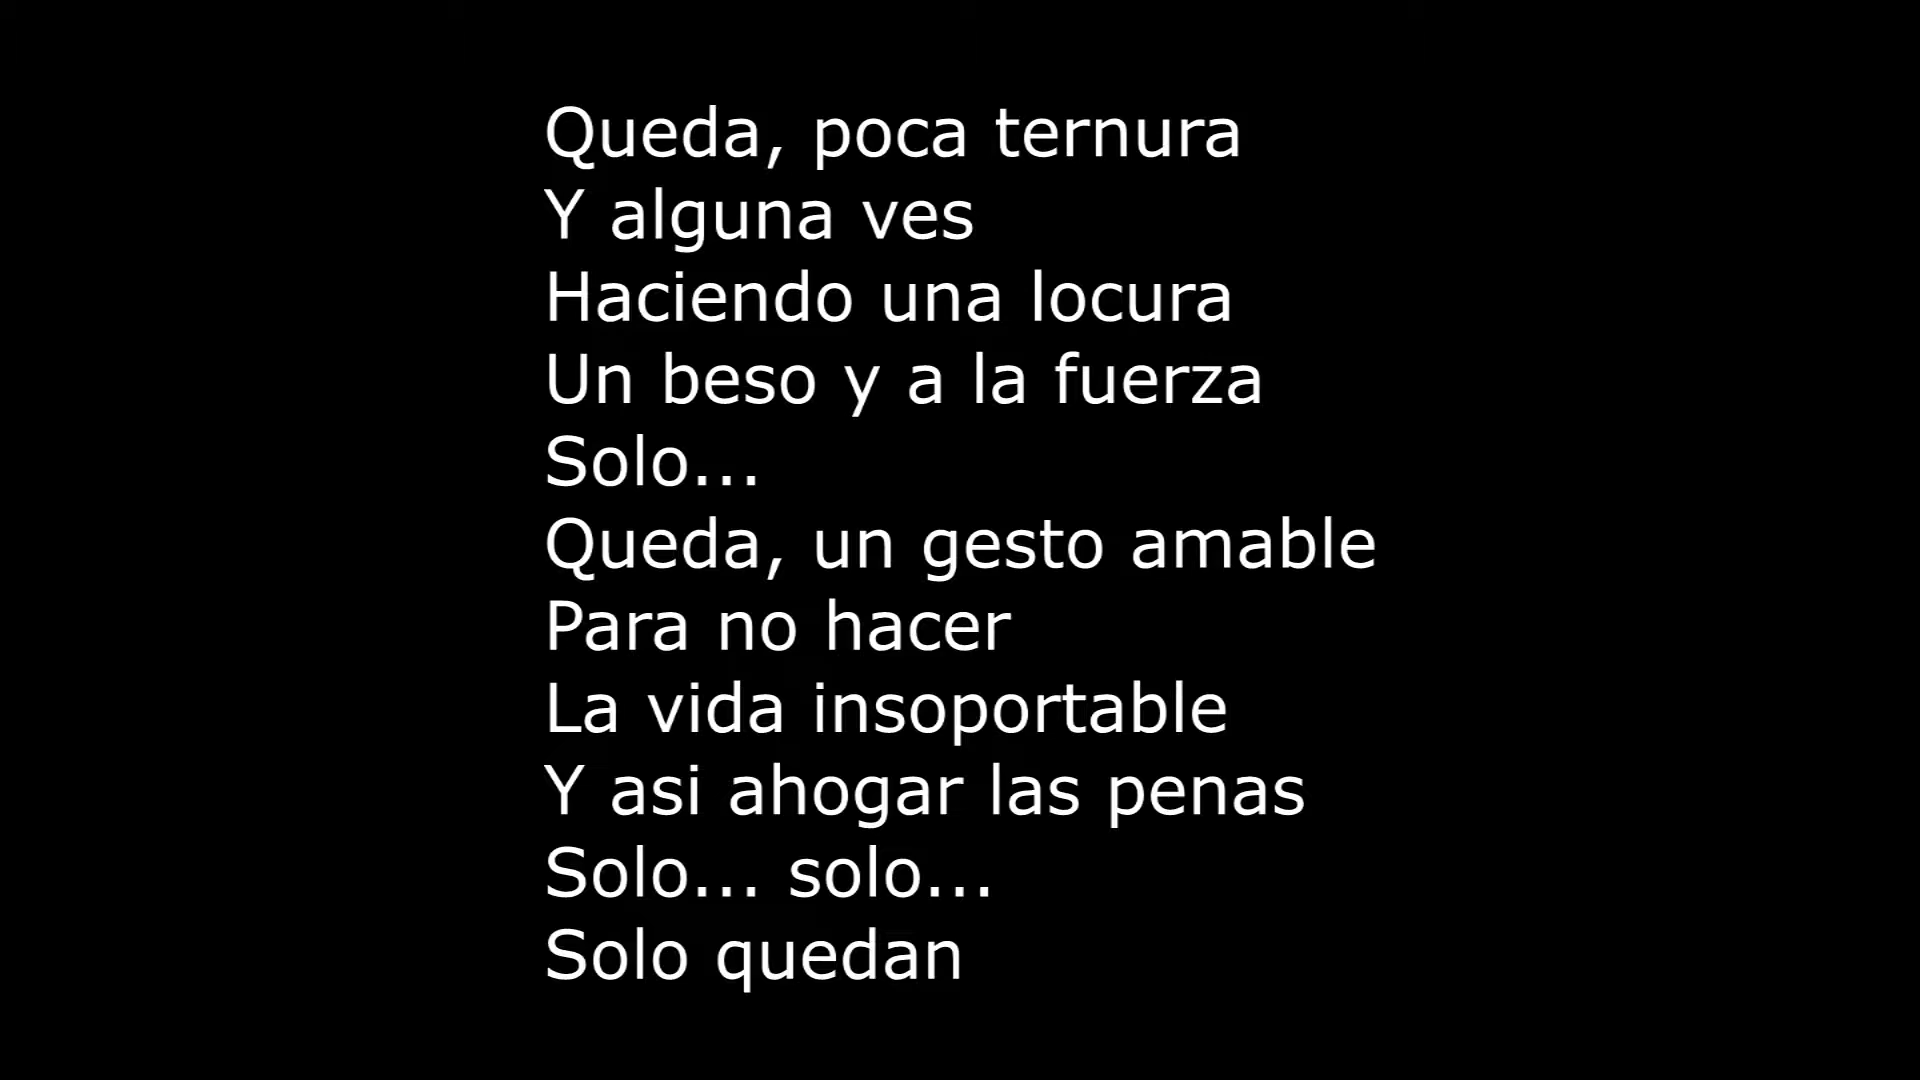 Queda, poca ternura
Y alguna ves
Haciendo una locura
Un beso y a la fuerza
Solo...
Queda, un gesto amable
Para no hacer
La vida insoportable
Y asi ahogar las penas
Solo... solo...
Solo quedan